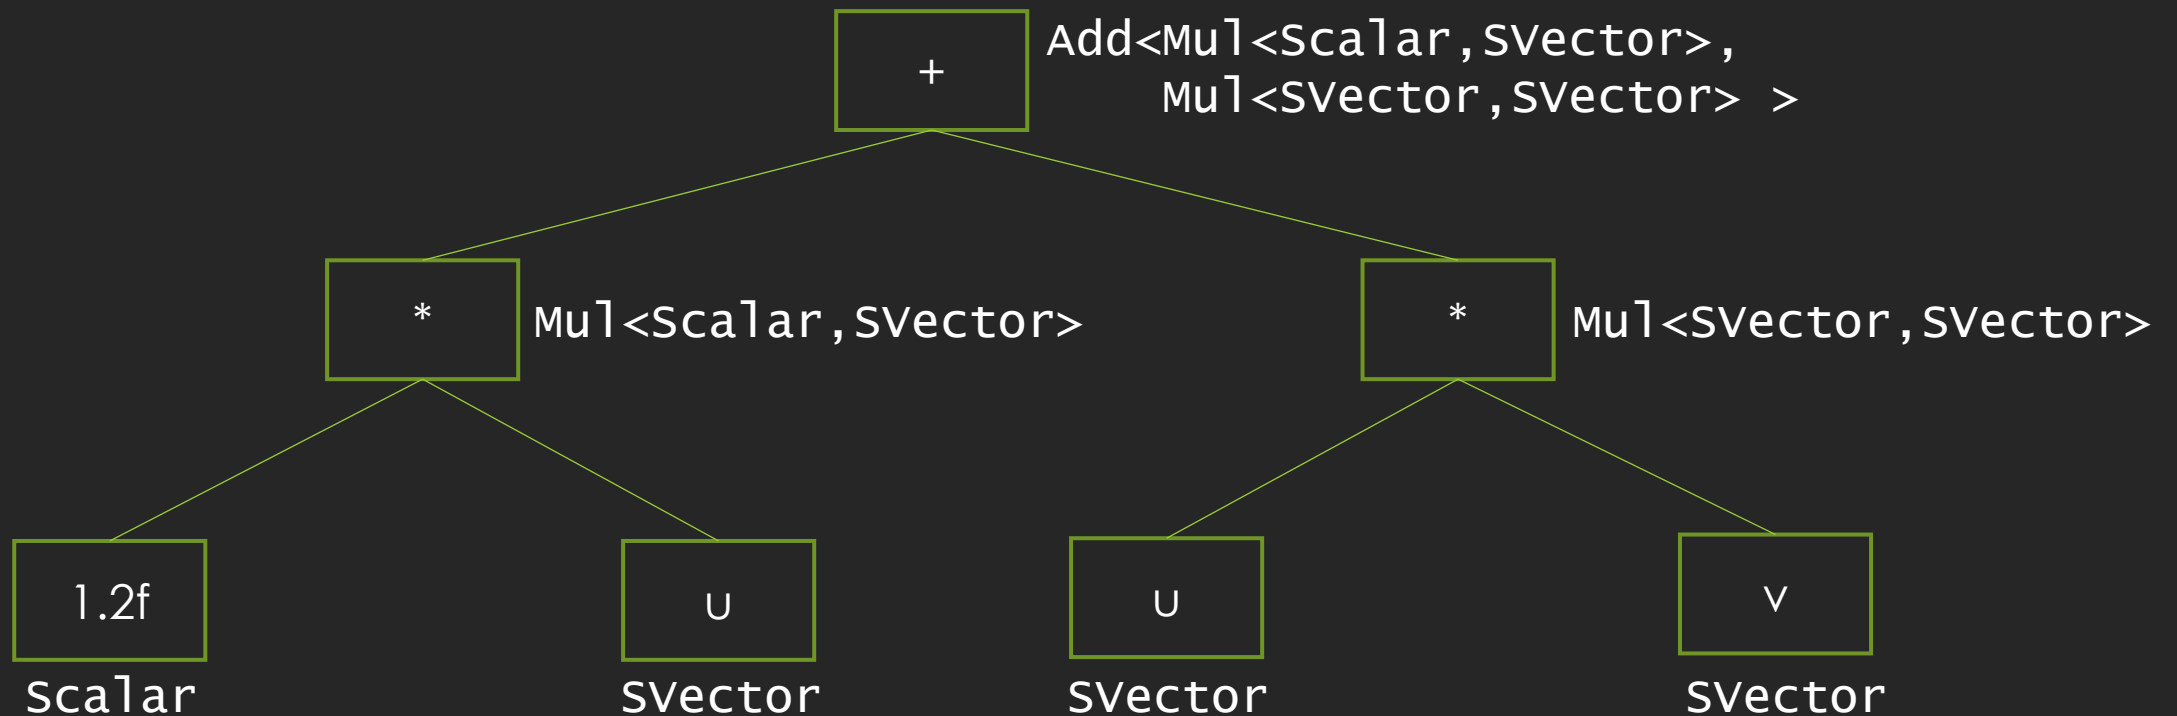 +
Add<Mul<Scalar,SVector>,
Mul<SVector,SVector> >
*
Mul<Scalar,SVector>
*
Mul<SVector,SVector>
1.2f
u
u
v
Scalar
SVector
SVector
SVector